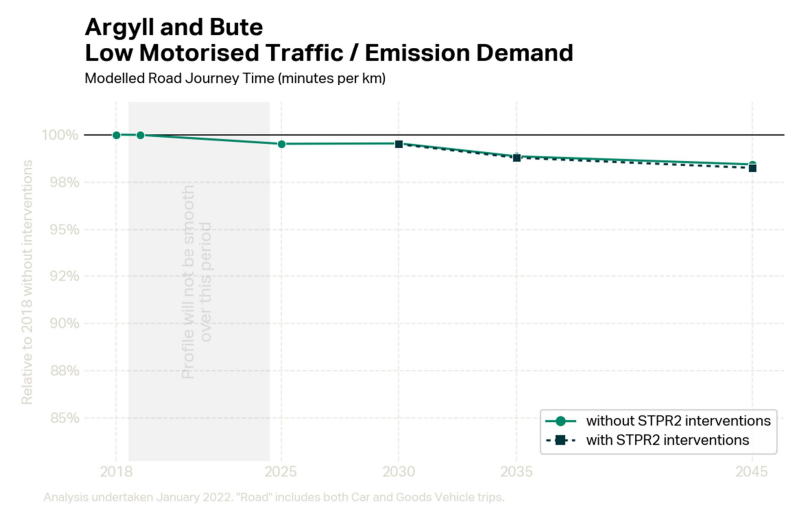 Argyll and Bute
Low Motorised Traffic / Emission Demand
Modelled Road Journey Time (minutes per km)
Relative to 2018 without interventions
100%
98%
95%
92%
90%
88%
85%
Profile will not be smooth
over this period
without STPR2 interventions
with STPR2 interventions
2018 2025 2030 2035 2045
Analysis undertaken January 2022. "Road" includes both Car and Goods Vehicle trips.